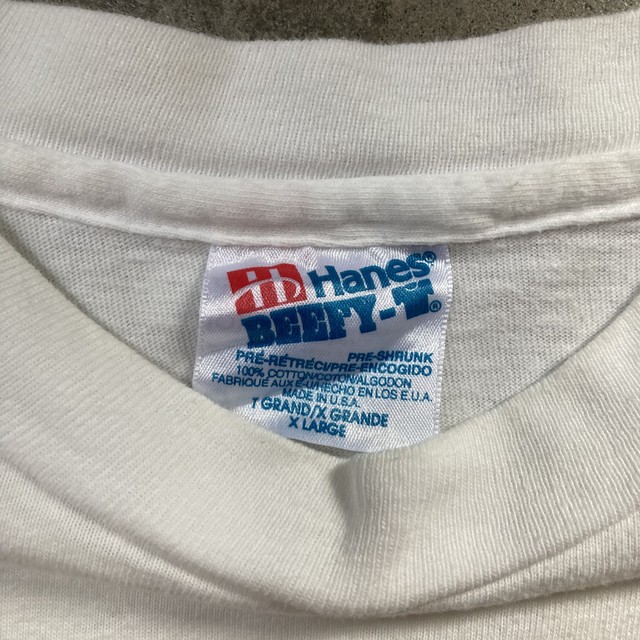 h Hanes®
BEEFY-T®
PRE-SHRUNK
PRÉ-RÉTRÉCI/PRE-ENCOGIDO
100% COTTON/COTON/ALGODON
FABRIQUÉ AUX E-U/HECHO EN LOS E.U.A.
MADE IN U.S.A.
T GRAND/X GRANDE
X LARGE